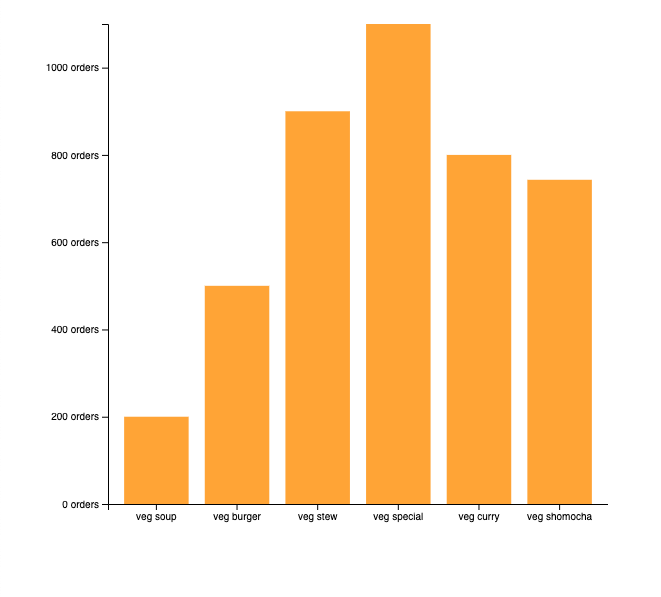 1000 orders
800 orders
600 orders
400 orders
200 orders
0 orders
veg soup veg burger veg stew veg special veg curry veg shomocha